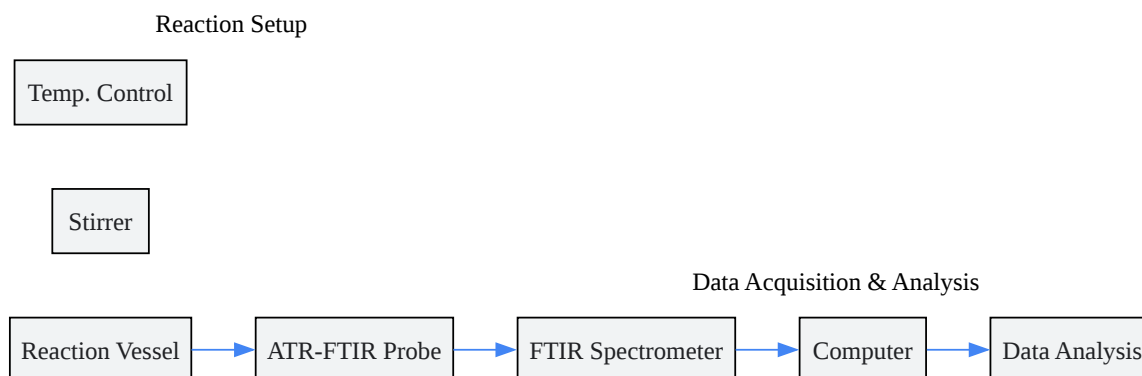 Reaction Setup
Temp. Control
Stirrer
Data Acquisition & Analysis
Reaction Vessel
ATR-FTIR Probe
FTIR Spectrometer
Computer
Data Analysis